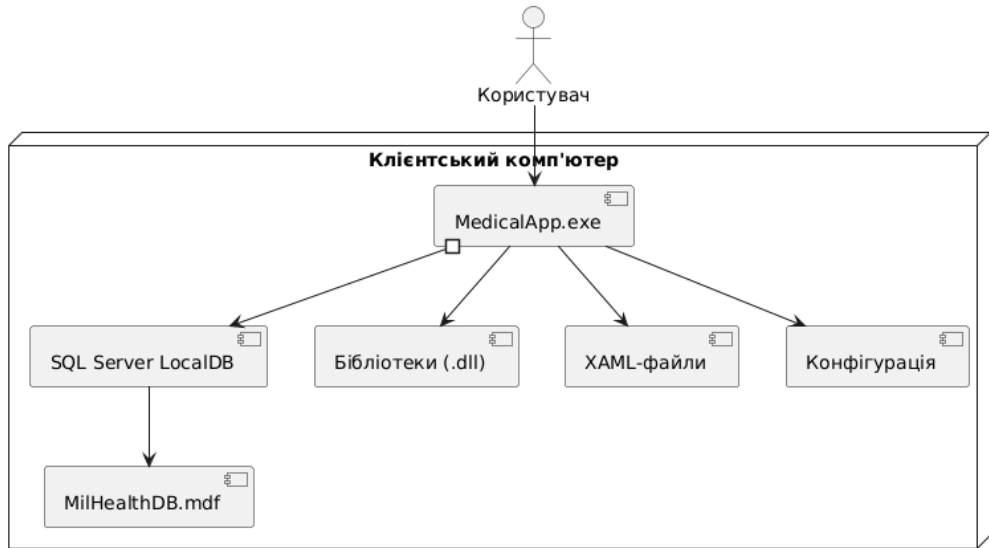 Користувач
Клієнтський комп'ютер
MedicalApp.exe
SQL Server LocalDB
Бібліотеки (.dll)
XAML-файли
Конфігурація
MilHealthDB.mdf